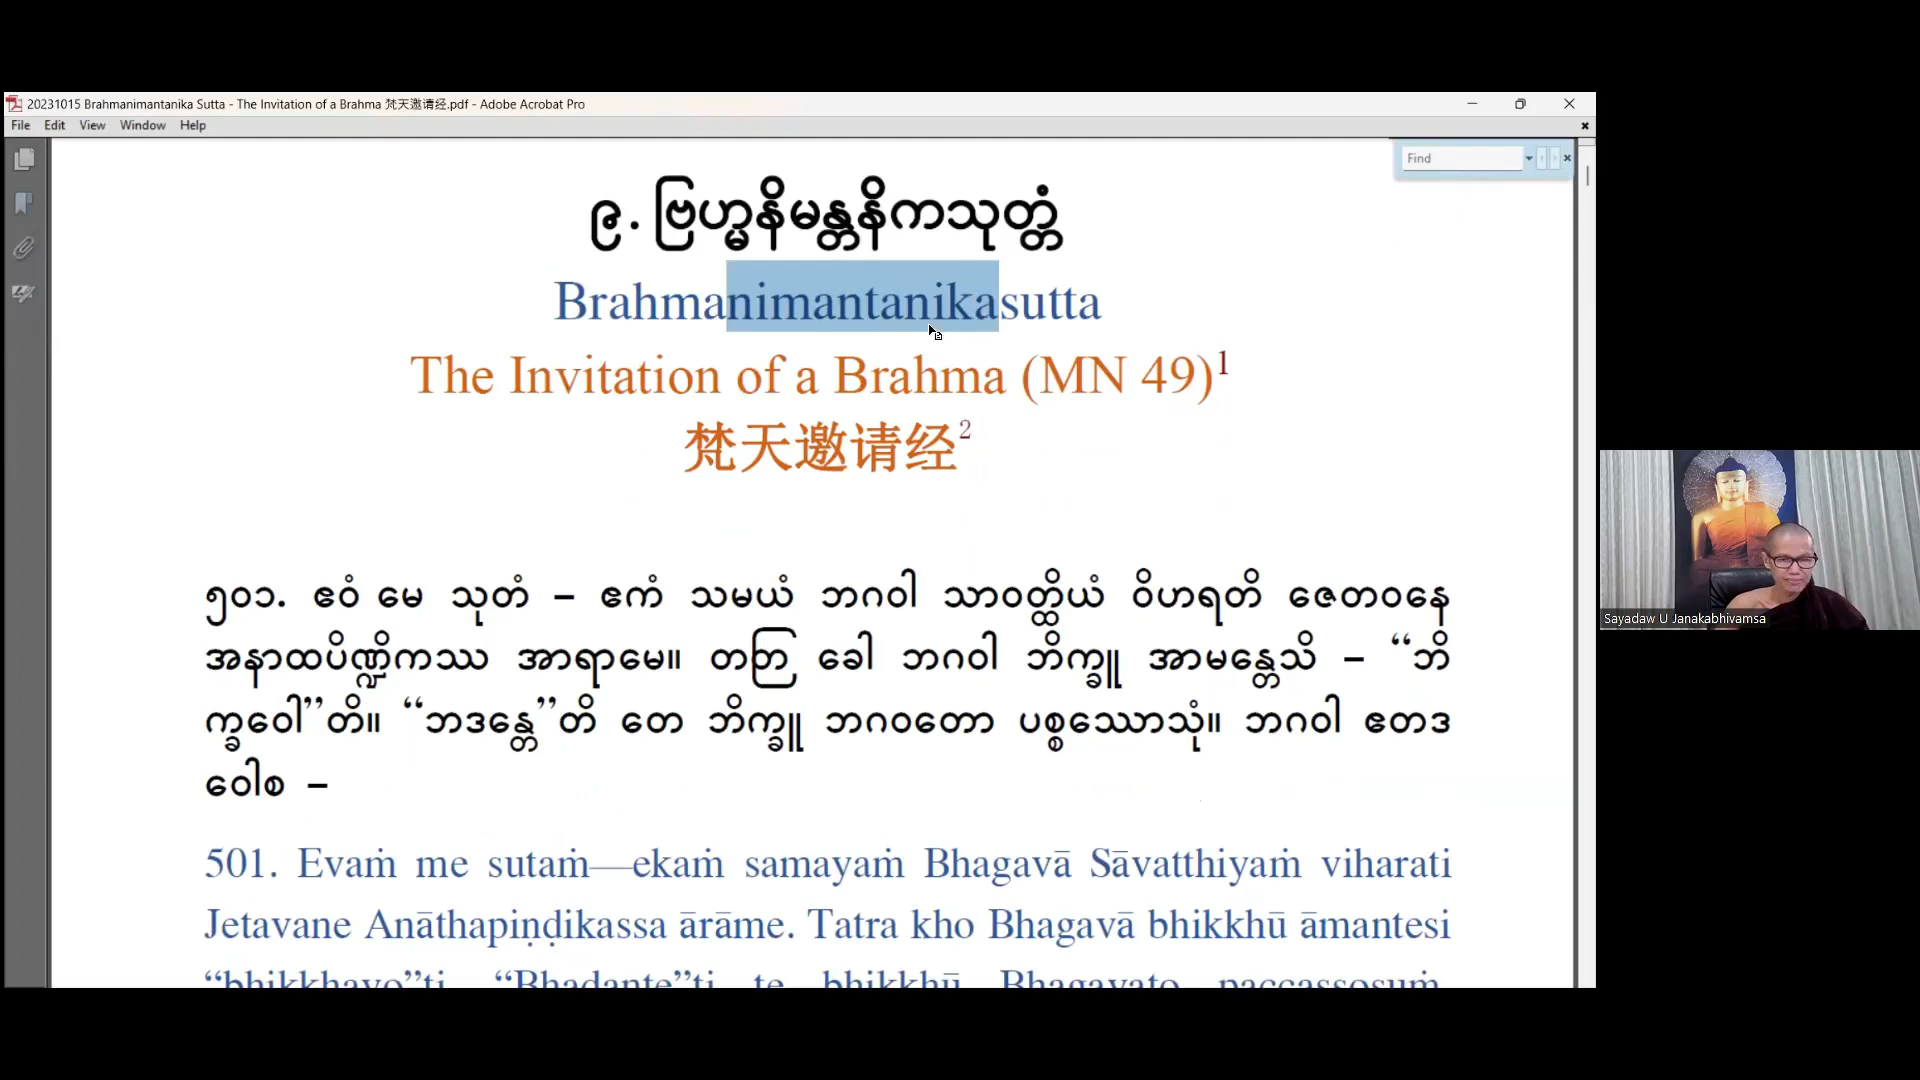 20231015 Brahmanimantanika Sutta - The Invitation of a Brahma 梵天邀请经.pdf - Adobe Acrobat Pro
File Edit View Window Help
Find
၉. ဗြဟ္မနိမန္တနိကသုတ္တံ
Brahmanimantanikasutta
The Invitation of a Brahma (MN 49)1
梵天邀请经2
၅၀၁. ဧဝံ မေ သုတံ – ဧကံ သမယံ ဘဂဝါ သာဝတ္ထိယံ ဝိဟရတိ ဇေတဝနေ
အနာထပိဏ္ဍိကဿ အာရာမေ။ တတြ ခေါ ဘဂဝါ ဘိက္ခူ အာမန္တေသိ – “ဘိ
က္ခဝေါ”တိ။ “ဘဒန္တေ”တိ တေ ဘိက္ခူ ဘဂဝတော ပစ္စဿောသုံ။ ဘဂဝါ ဧတဒ
ဝေါစ –
501. Evaṁ me sutaṁ—ekaṁ samayaṁ Bhagavā Sāvatthiyaṁ viharati
Jetavane Anāthapiṇḍikassa ārāme. Tatra kho Bhagavā bhikkhū āmantesi
“bhikkhavo”ti. “Bhadante”ti te bhikkhū Bhagavato paccassosuṁ.
Sayadaw U Janakabhivamsa